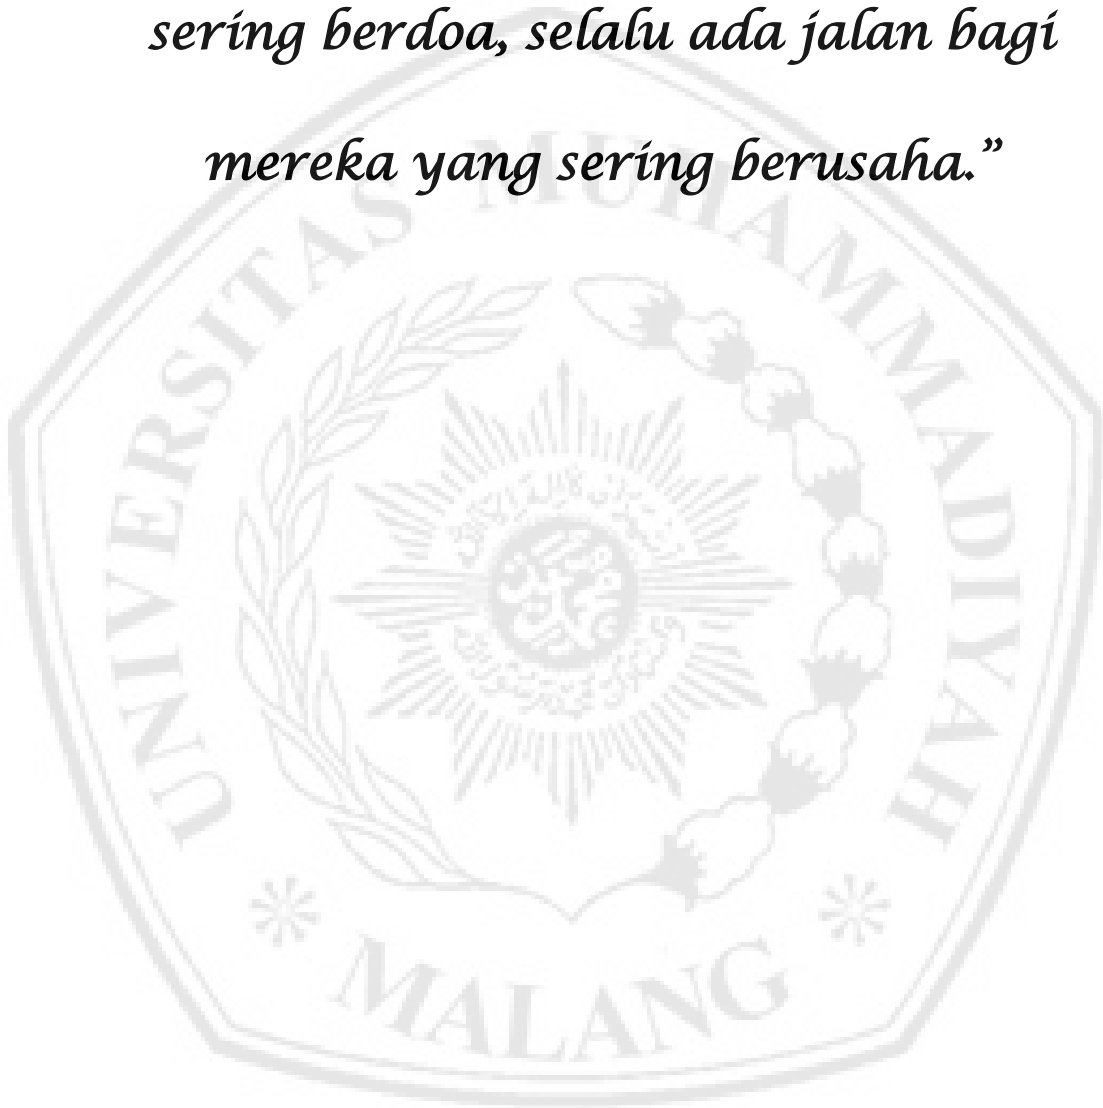 sering berdoa, selalu ada jalan bagi
mereka yang sering berusaha.”
UNIVERSITAS MUHAMMADIYAH
MALANG